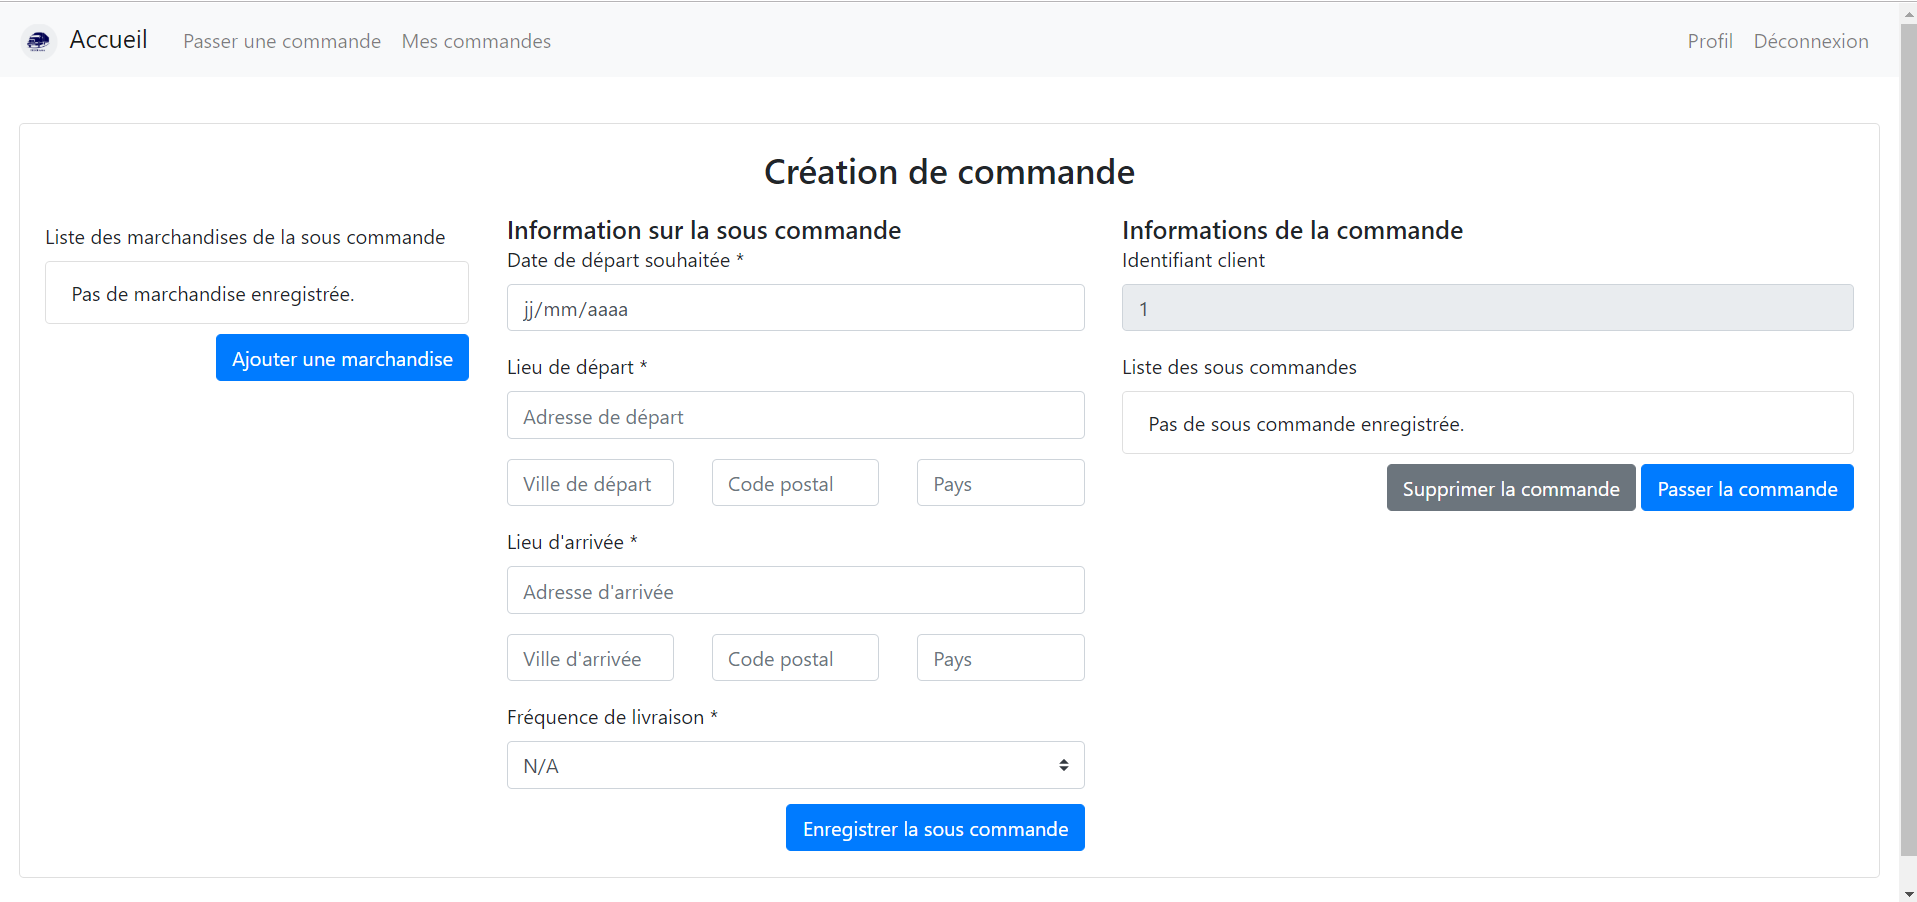 Accueil Passer une commande Mes commandes Profil Déconnexion
Création de commande
Liste des marchandises de la sous commande
Pas de marchandise enregistrée.
Ajouter une marchandise
Information sur la sous commande
Date de départ souhaitée *
jj/mm/aaaa
Lieu de départ *
Adresse de départ
Ville de départ Code postal Pays
Lieu d'arrivée *
Adresse d'arrivée
Ville d'arrivée Code postal Pays
Fréquence de livraison *
N/A
Enregistrer la sous commande
Informations de la commande
Identifiant client
1
Liste des sous commandes
Pas de sous commande enregistrée.
Supprimer la commande Passer la commande